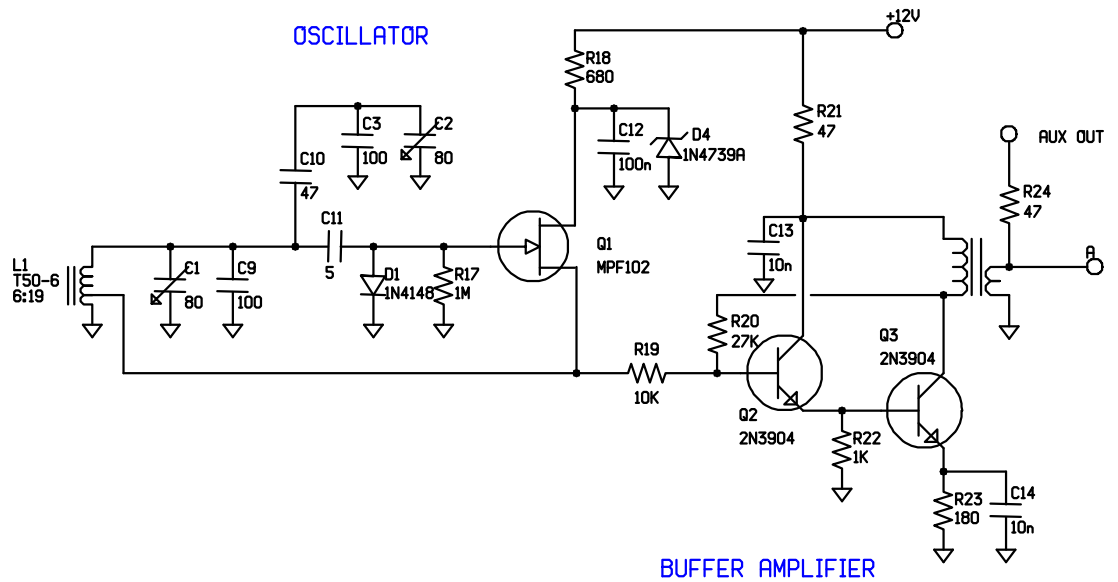 OSCILLATOR
+12V
R18
680
R21
47
C3
100
C2
80
C12
100n
D4
1N4739A
AUX OUT
C10
47
R24
47
C11
5
C13
10n
Q1
MPF102
A
L1
T50-6
6:19
C1
80
C9
100
D1
1N4148
R17
1M
R20
27K
Q3
2N3904
R19
10K
Q2
2N3904
R22
1K
R23
180
C14
10n
BUFFER AMPLIFIER